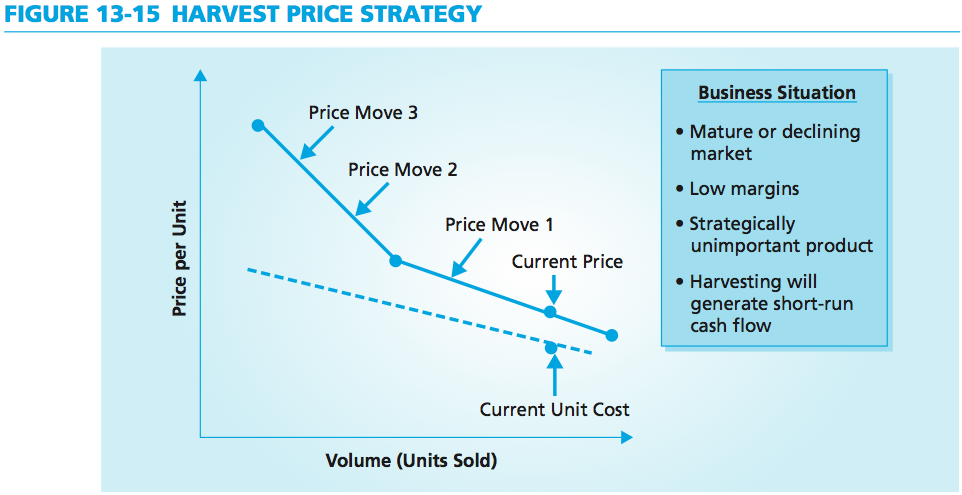 FIGURE 13-15 HARVEST PRICE STRATEGY
Price Move 3
Price Move 2
Price Move 1
Current Price
Current Unit Cost
Price per Unit
Volume (Units Sold)
Business Situation
• Mature or declining
market
• Low margins
• Strategically
unimportant product
• Harvesting will
generate short-run
cash flow